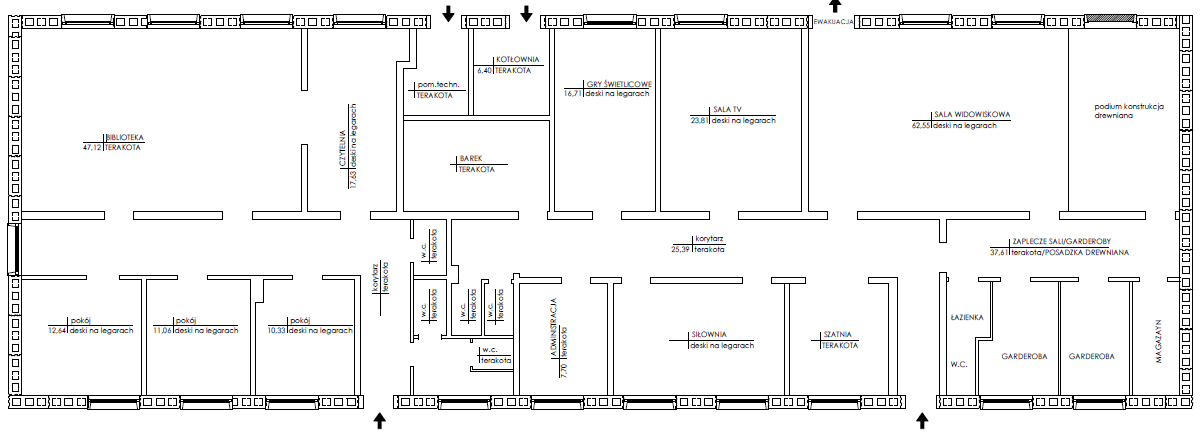 EWAKUACJA
KOTŁOWNIA
6,40 TERAKOTA
pom.techn.
TERAKOTA
GRY ŚWIETLICOWE
16,71 deski na legarach
SALA TV
23,81 deski na legarach
SALA WIDOWISKOWA
62,55 deski na legarach
podium konstrukcja
drewniana
BIBLIOTEKA
47,12 TERAKOTA
CZYTELNIA
17,63 deski na legarach
BAREK
TERAKOTA
korytarz
25,39 terakota
ZAPLECZE SALI/GARDEROBY
37,61 terakota/POSADZKA DREWNIANA
w.c.
terakota
korytarz
terakota
w.c.
terakota
w.c.
terakota
w.c.
terakota
w.c.
terakota
pokój
12,64 deski na legarach
pokój
11,06 deski na legarach
pokój
10,33 deski na legarach
ADMINISTRACJA
7,70 terakota
SIŁOWNIA
deski na legarach
SZATNIA
TERAKOTA
ŁAZIENKA
W.C.
GARDEROBA
GARDEROBA
MAGAZYN